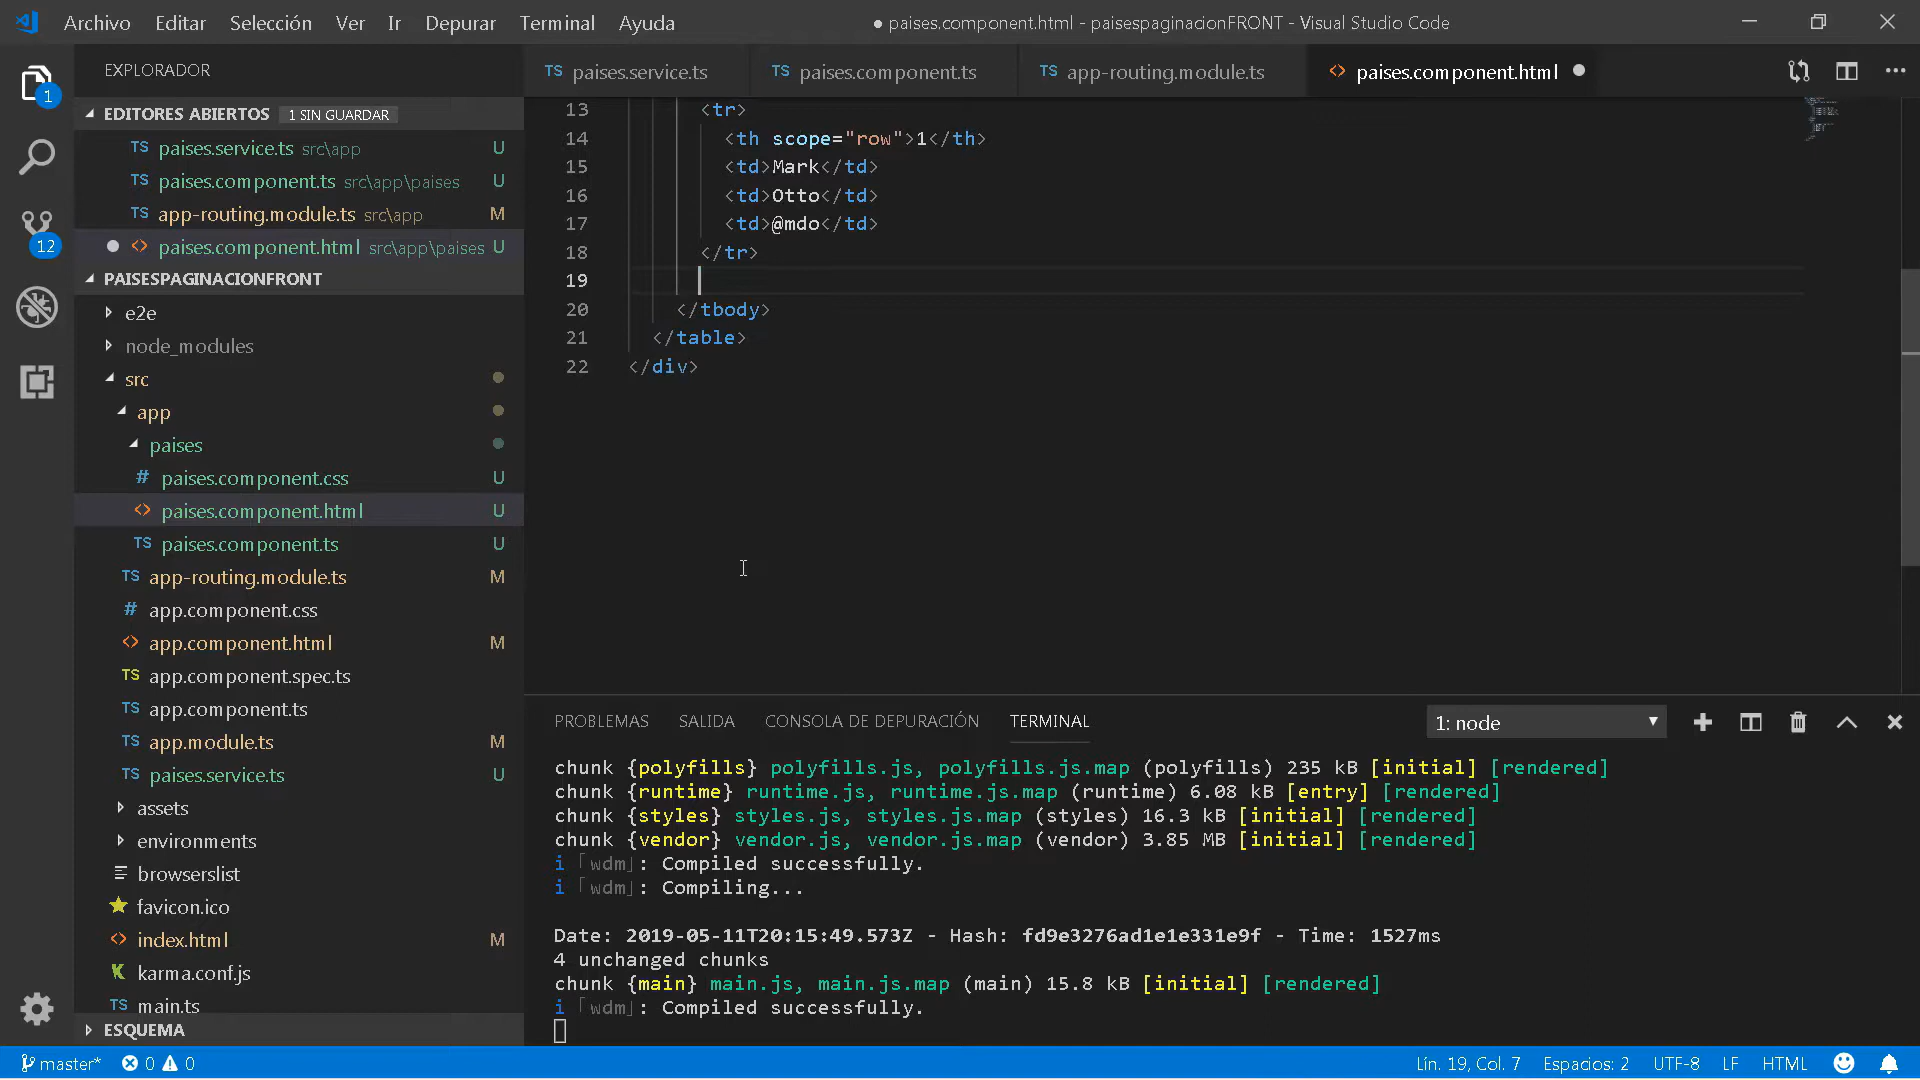 Archivo Editar Selección Ver Ir Depurar Terminal Ayuda
● paises.component.html - paisespaginacionFRONT - Visual Studio Code
EXPLORADOR
1
EDITORES ABIERTOS 1 SIN GUARDAR
TS paises.service.ts src\app U
TS paises.component.ts src\app\paises U
TS app-routing.module.ts src\app M
<> paises.component.html src\app\paises U
12
PAISESPAGINACIONFRONT
e2e
node_modules
src
app
paises
# paises.component.css U
<> paises.component.html U
TS paises.component.ts U
TS app-routing.module.ts M
# app.component.css
<> app.component.html M
TS app.component.spec.ts
TS app.component.ts
TS app.module.ts M
TS paises.service.ts U
assets
environments
browserslist
favicon.ico
<> index.html M
K karma.conf.js
TS main.ts
ESQUEMA
TS paises.service.ts
TS paises.component.ts
TS app-routing.module.ts
<> paises.component.html
13 <tr>
14 <th scope="row">1</th>
15 <td>Mark</td>
16 <td>Otto</td>
17 <td>@mdo</td>
18 </tr>
19
20 </tbody>
21 </table>
22 </div>
PROBLEMAS SALIDA CONSOLA DE DEPURACIÓN TERMINAL
1: node
chunk {polyfills} polyfills.js, polyfills.js.map (polyfills) 235 kB [initial] [rendered]
chunk {runtime} runtime.js, runtime.js.map (runtime) 6.08 kB [entry] [rendered]
chunk {styles} styles.js, styles.js.map (styles) 16.3 kB [initial] [rendered]
chunk {vendor} vendor.js, vendor.js.map (vendor) 3.85 MB [initial] [rendered]
i ｢wdm｣: Compiled successfully.
i ｢wdm｣: Compiling...
Date: 2019-05-11T20:15:49.573Z - Hash: fd9e3276ad1e1e331e9f - Time: 1527ms
4 unchanged chunks
chunk {main} main.js, main.js.map (main) 15.8 kB [initial] [rendered]
i ｢wdm｣: Compiled successfully.
master* 0 0
Lín. 19, Col. 7 Espacios: 2 UTF-8 LF HTML